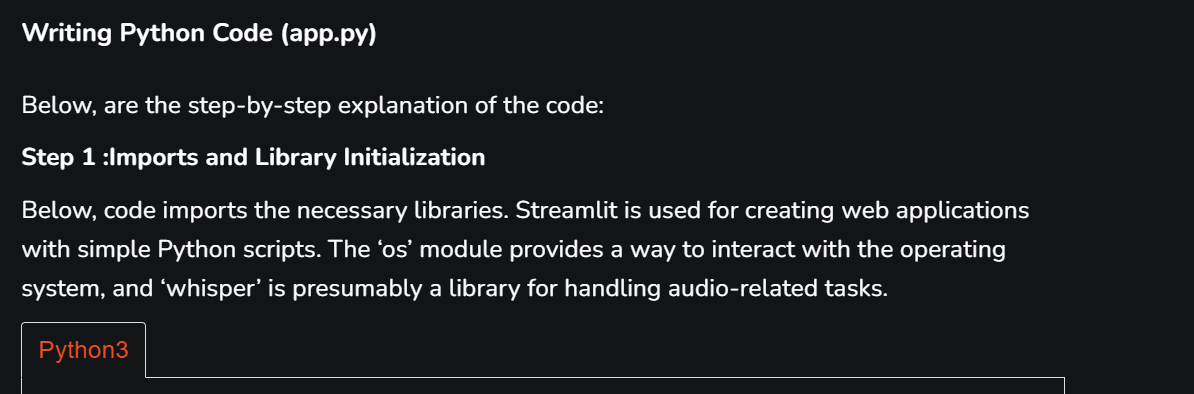 Writing Python Code (app.py)
Below, are the step-by-step explanation of the code:
Step 1 :Imports and Library Initialization
Below, code imports the necessary libraries. Streamlit is used for creating web applications
with simple Python scripts. The ‘os’ module provides a way to interact with the operating
system, and ‘whisper’ is presumably a library for handling audio-related tasks.
Python3